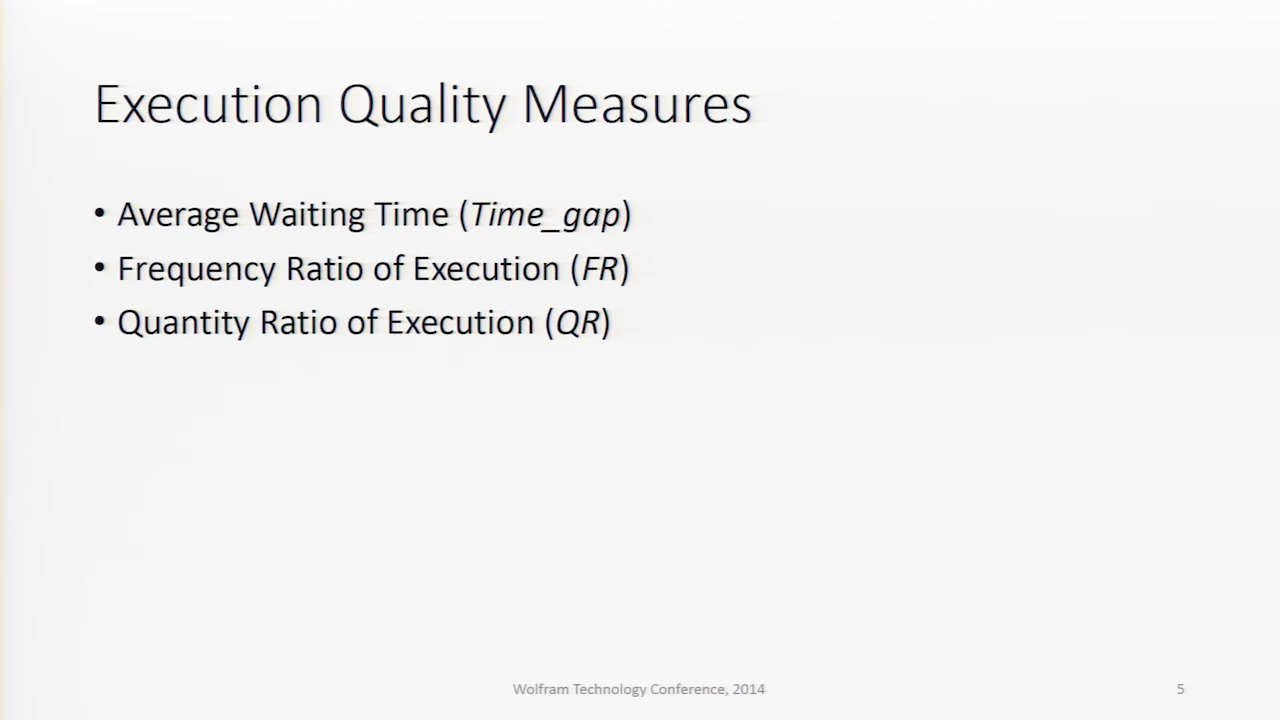 Execution Quality Measures
• Average Waiting Time (Time_gap)
• Frequency Ratio of Execution (FR)
• Quantity Ratio of Execution (QR)
Wolfram Technology Conference, 2014
5